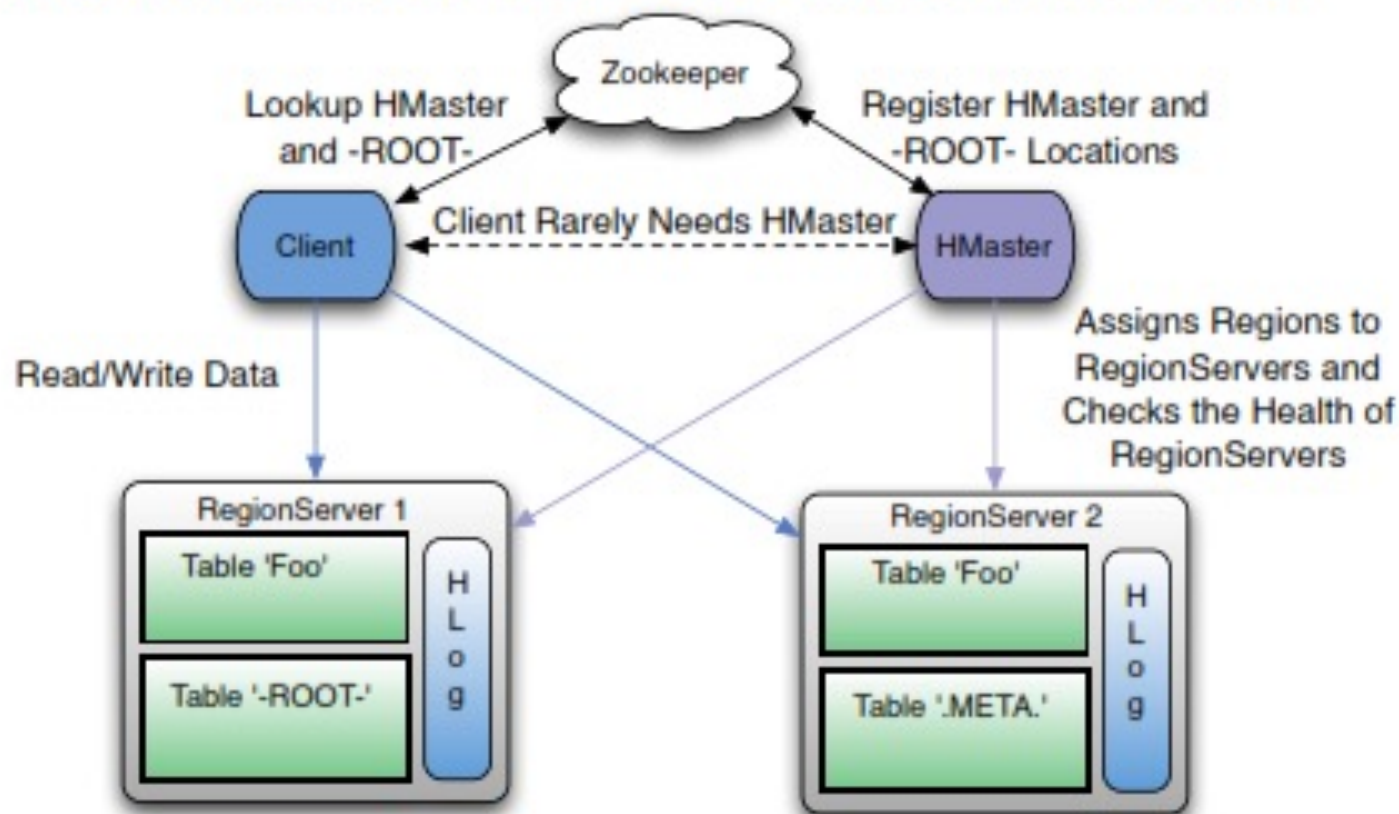 Zookeeper
Lookup HMaster
and -ROOT-
Register HMaster and
-ROOT- Locations
Client Rarely Needs HMaster
Client
HMaster
Read/Write Data
Assigns Regions to
RegionServers and
Checks the Health of
RegionServers
RegionServer 1
Table 'Foo'
Table '-ROOT-'
H
L
o
g
RegionServer 2
Table 'Foo'
Table '.META.'
H
L
o
g